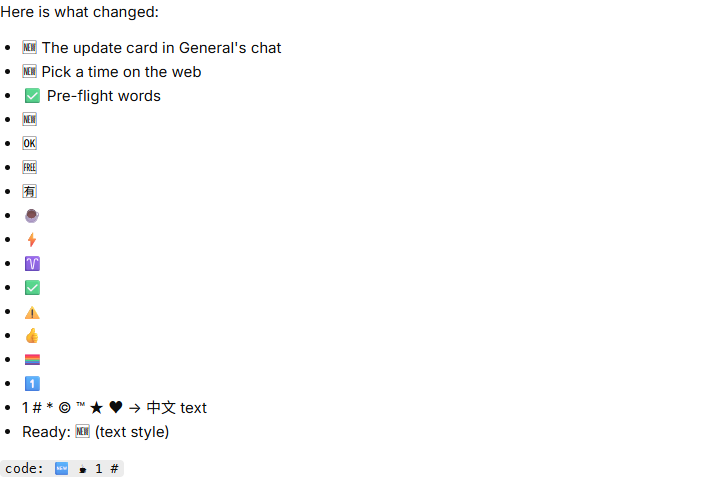 Here is what changed:
• 🆕 The update card in General's chat
• 🆕 Pick a time on the web
• ✅ Pre-flight words
• 🆕
• 🆗
• 🆓
• 🈶
• ☕
• ⚡
• ♈
• ✅
• ⚠️
• 👍
• 🏳️‍🌈
• 1️⃣
• 1 # * © ™ ★ ♥ → 中文 text
• Ready: 🆕 (text style)
code: 🆕 ☕ 1 #